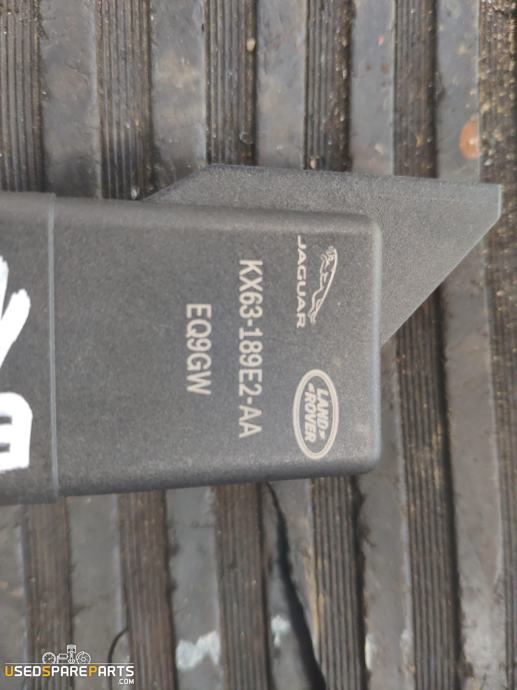 JAGUAR
LAND
ROVER
KX63-189E2-AA
EQ9GW
USEDSPAREPARTS
.COM